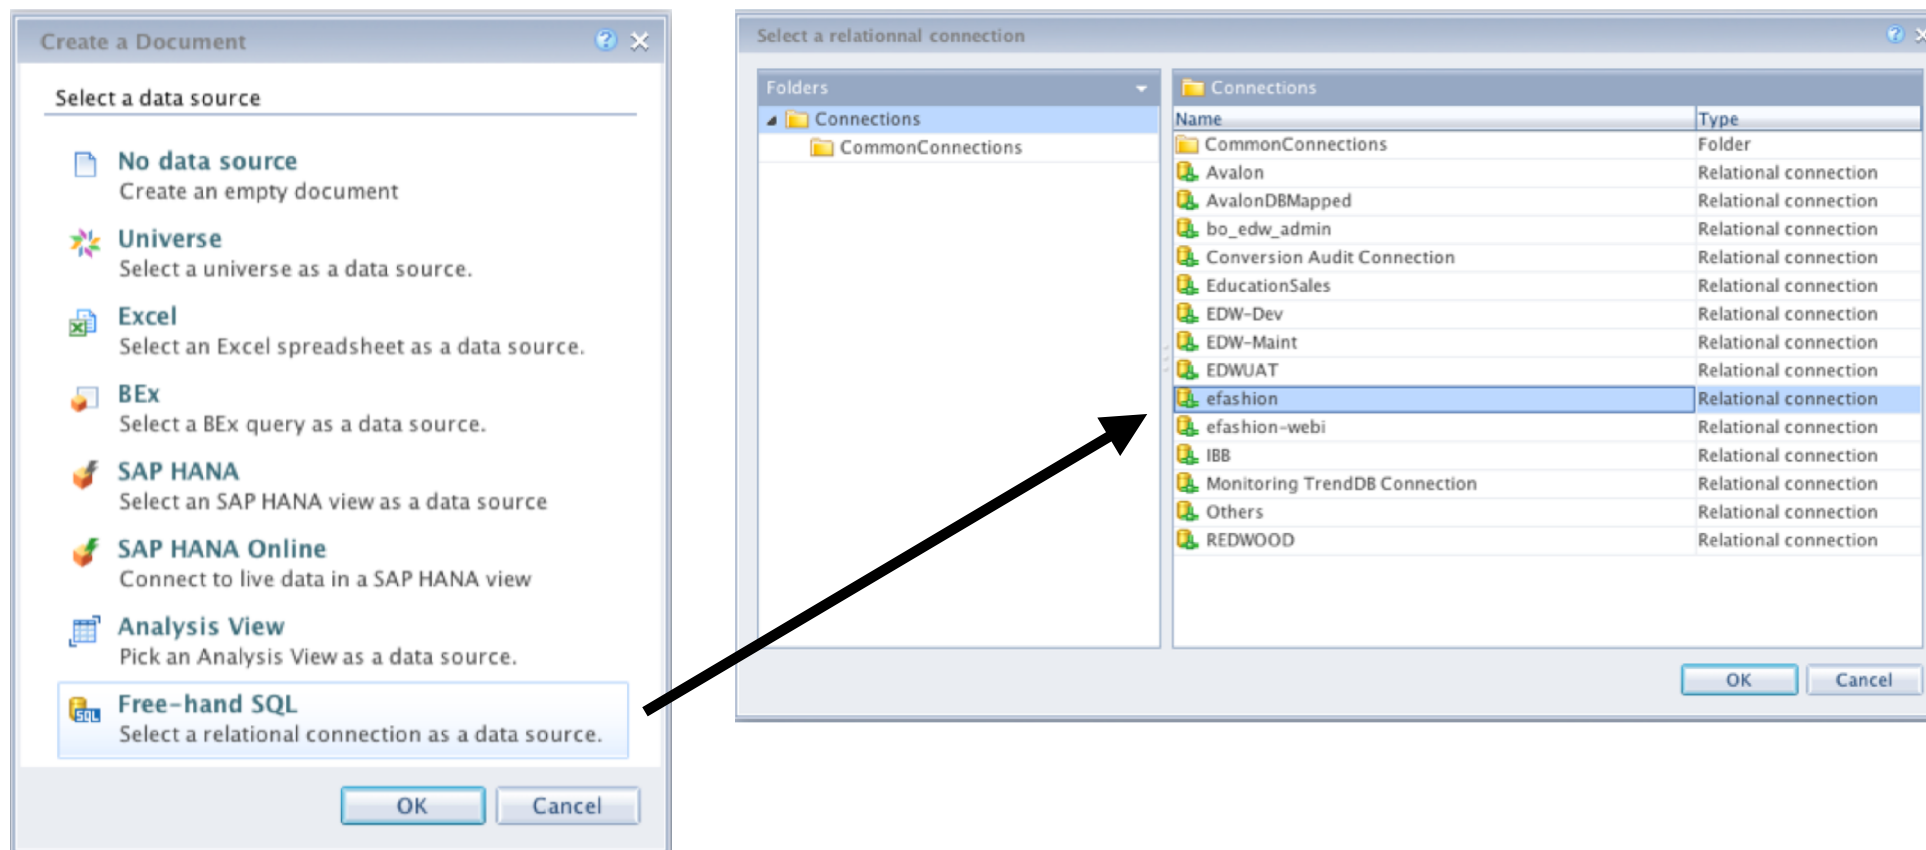 Create a Document
Select a data source
No data source
Create an empty document
Universe
Select a universe as a data source.
Excel
Select an Excel spreadsheet as a data source.
BEx
Select a BEx query as a data source.
SAP HANA
Select an SAP HANA view as a data source
SAP HANA Online
Connect to live data in a SAP HANA view
Analysis View
Pick an Analysis View as a data source.
SQL
Free-hand SQL
Select a relational connection as a data source.
OK Cancel
Select a relationnal connection
Folders
Connections
CommonConnections
Connections
Name Type
CommonConnections Folder
Avalon Relational connection
AvalonDBMapped Relational connection
bo_edw_admin Relational connection
Conversion Audit Connection Relational connection
EducationSales Relational connection
EDW-Dev Relational connection
EDW-Maint Relational connection
EDWUAT Relational connection
efashion Relational connection
efashion-webi Relational connection
IBB Relational connection
Monitoring TrendDB Connection Relational connection
Others Relational connection
REDWOOD Relational connection
OK Cancel